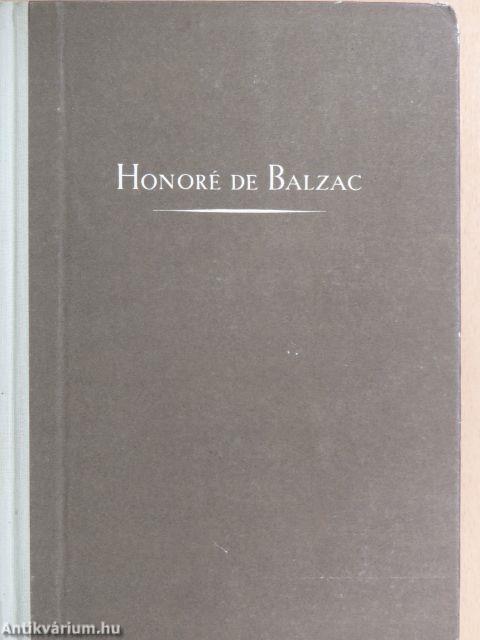 Honoré de Balzac
Antikvárium.hu